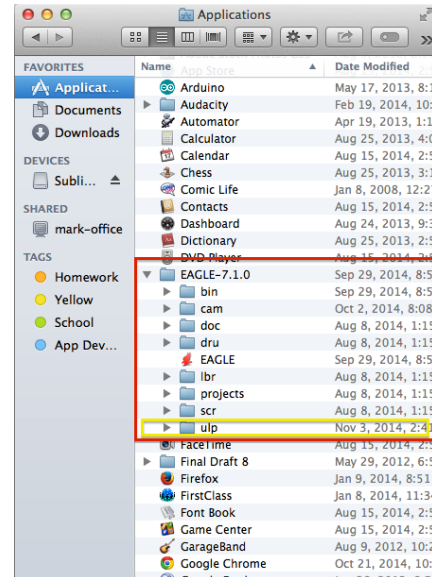 Applications
FAVORITES
Applicat...
Documents
Downloads
DEVICES
Subli...
SHARED
mark-office
TAGS
Homework
Yellow
School
App Dev...
Name Date Modified
App Store
Arduino May 17, 2013, 8:1
Audacity Feb 19, 2014, 10:
Automator Apr 19, 2013, 1:1
Calculator Aug 25, 2013, 4:0
Calendar Aug 15, 2014, 2:5
Chess Aug 25, 2013, 3:1
Comic Life Jan 8, 2008, 12:2
Contacts Aug 15, 2014, 2:5
Dashboard Aug 24, 2013, 9:3
Dictionary Aug 25, 2013, 2:5
DVD Player
EAGLE-7.1.0 Sep 29, 2014, 8:5
bin Sep 29, 2014, 8:5
cam Oct 2, 2014, 8:08
doc Aug 8, 2014, 1:15
dru Aug 8, 2014, 1:15
EAGLE Sep 29, 2014, 8:5
lbr Aug 8, 2014, 1:15
projects Aug 8, 2014, 1:15
scr Aug 8, 2014, 1:15
ulp Nov 3, 2014, 2:41
FaceTime Aug 15, 2014, 2:5
Final Draft 8 May 29, 2012, 6:5
Firefox Jan 9, 2014, 8:51
FirstClass Jan 8, 2014, 11:3
Font Book Aug 15, 2014, 2:5
Game Center Aug 15, 2014, 2:5
GarageBand Aug 9, 2012, 10:2
Google Chrome Oct 21, 2014, 10: